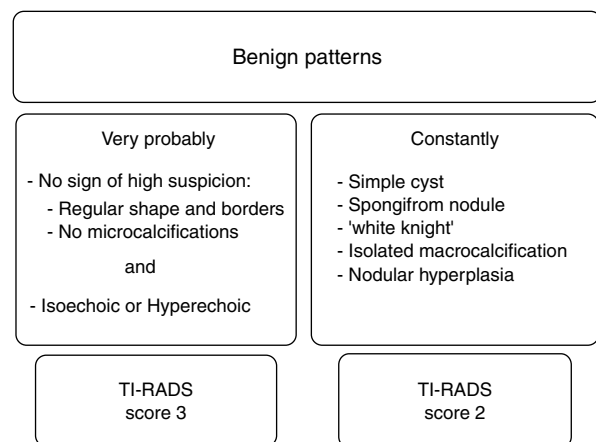 Benign patterns
Very probably
- No sign of high suspicion:
- Regular shape and borders
- No microcalcifications
and
- Isoechoic or Hyperechoic
TI-RADS
score 3
Constantly
- Simple cyst
- Spongifrom nodule
- 'white knight'
- Isolated macrocalcification
- Nodular hyperplasia
TI-RADS
score 2